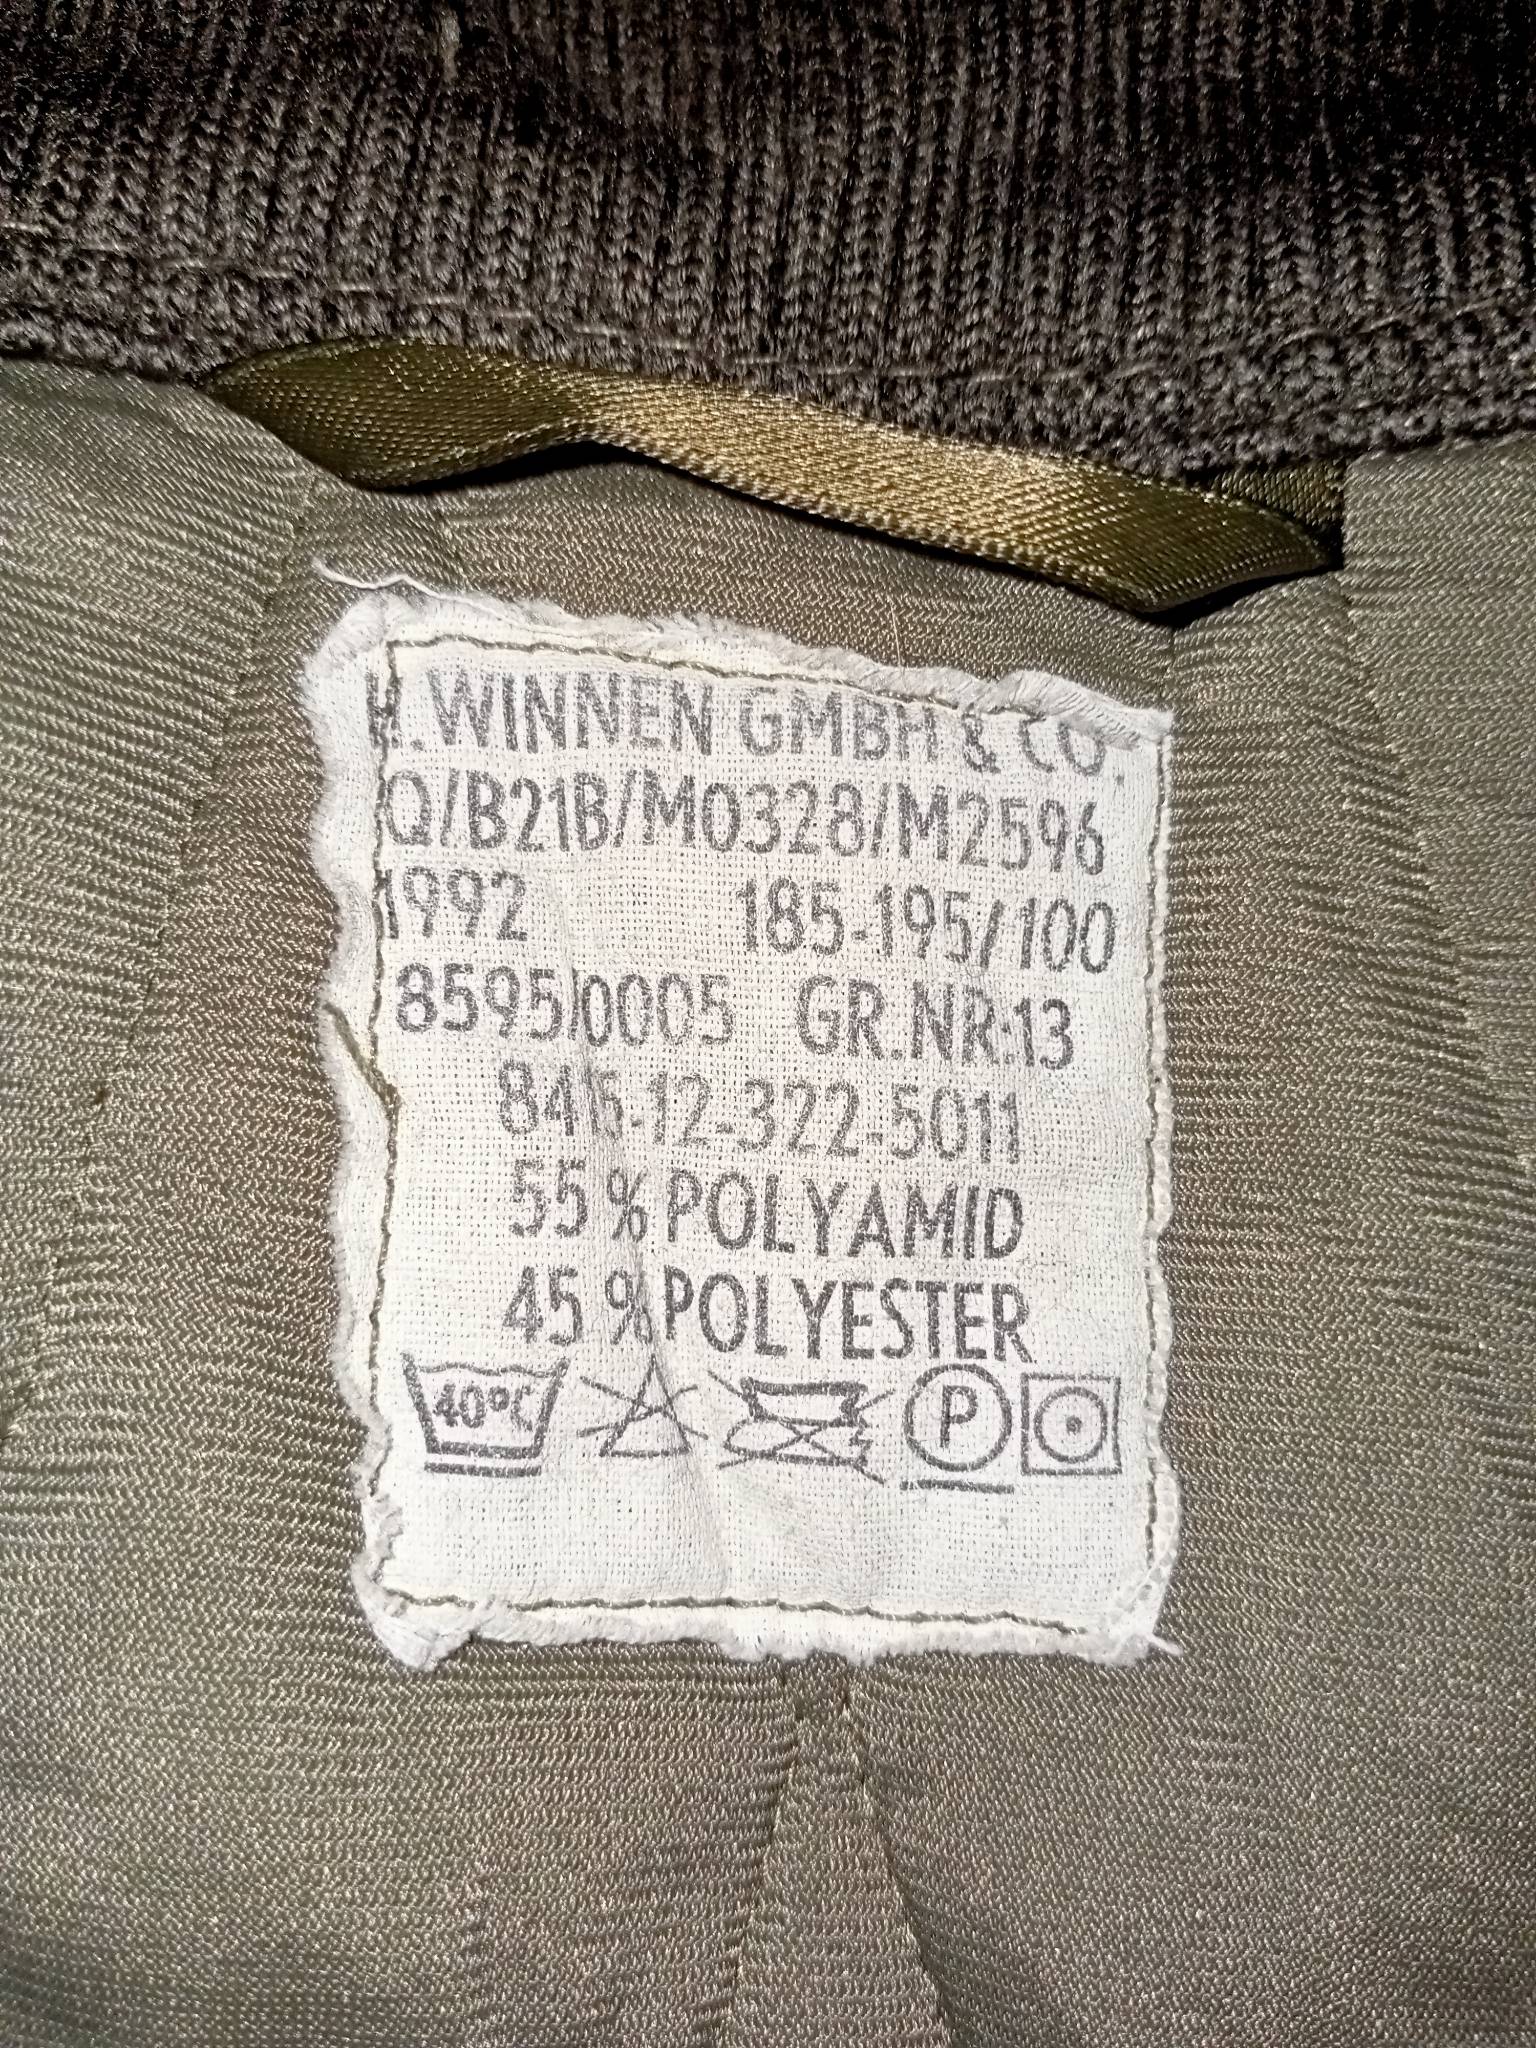 H. WINNEN GMBH & CO.
Q/B21B/M0328/M2596
1992 185-195/100
8595/0005 GR.NR.:13
8415-12-322-5011
55 % POLYAMID
45 % POLYESTER
40°C P